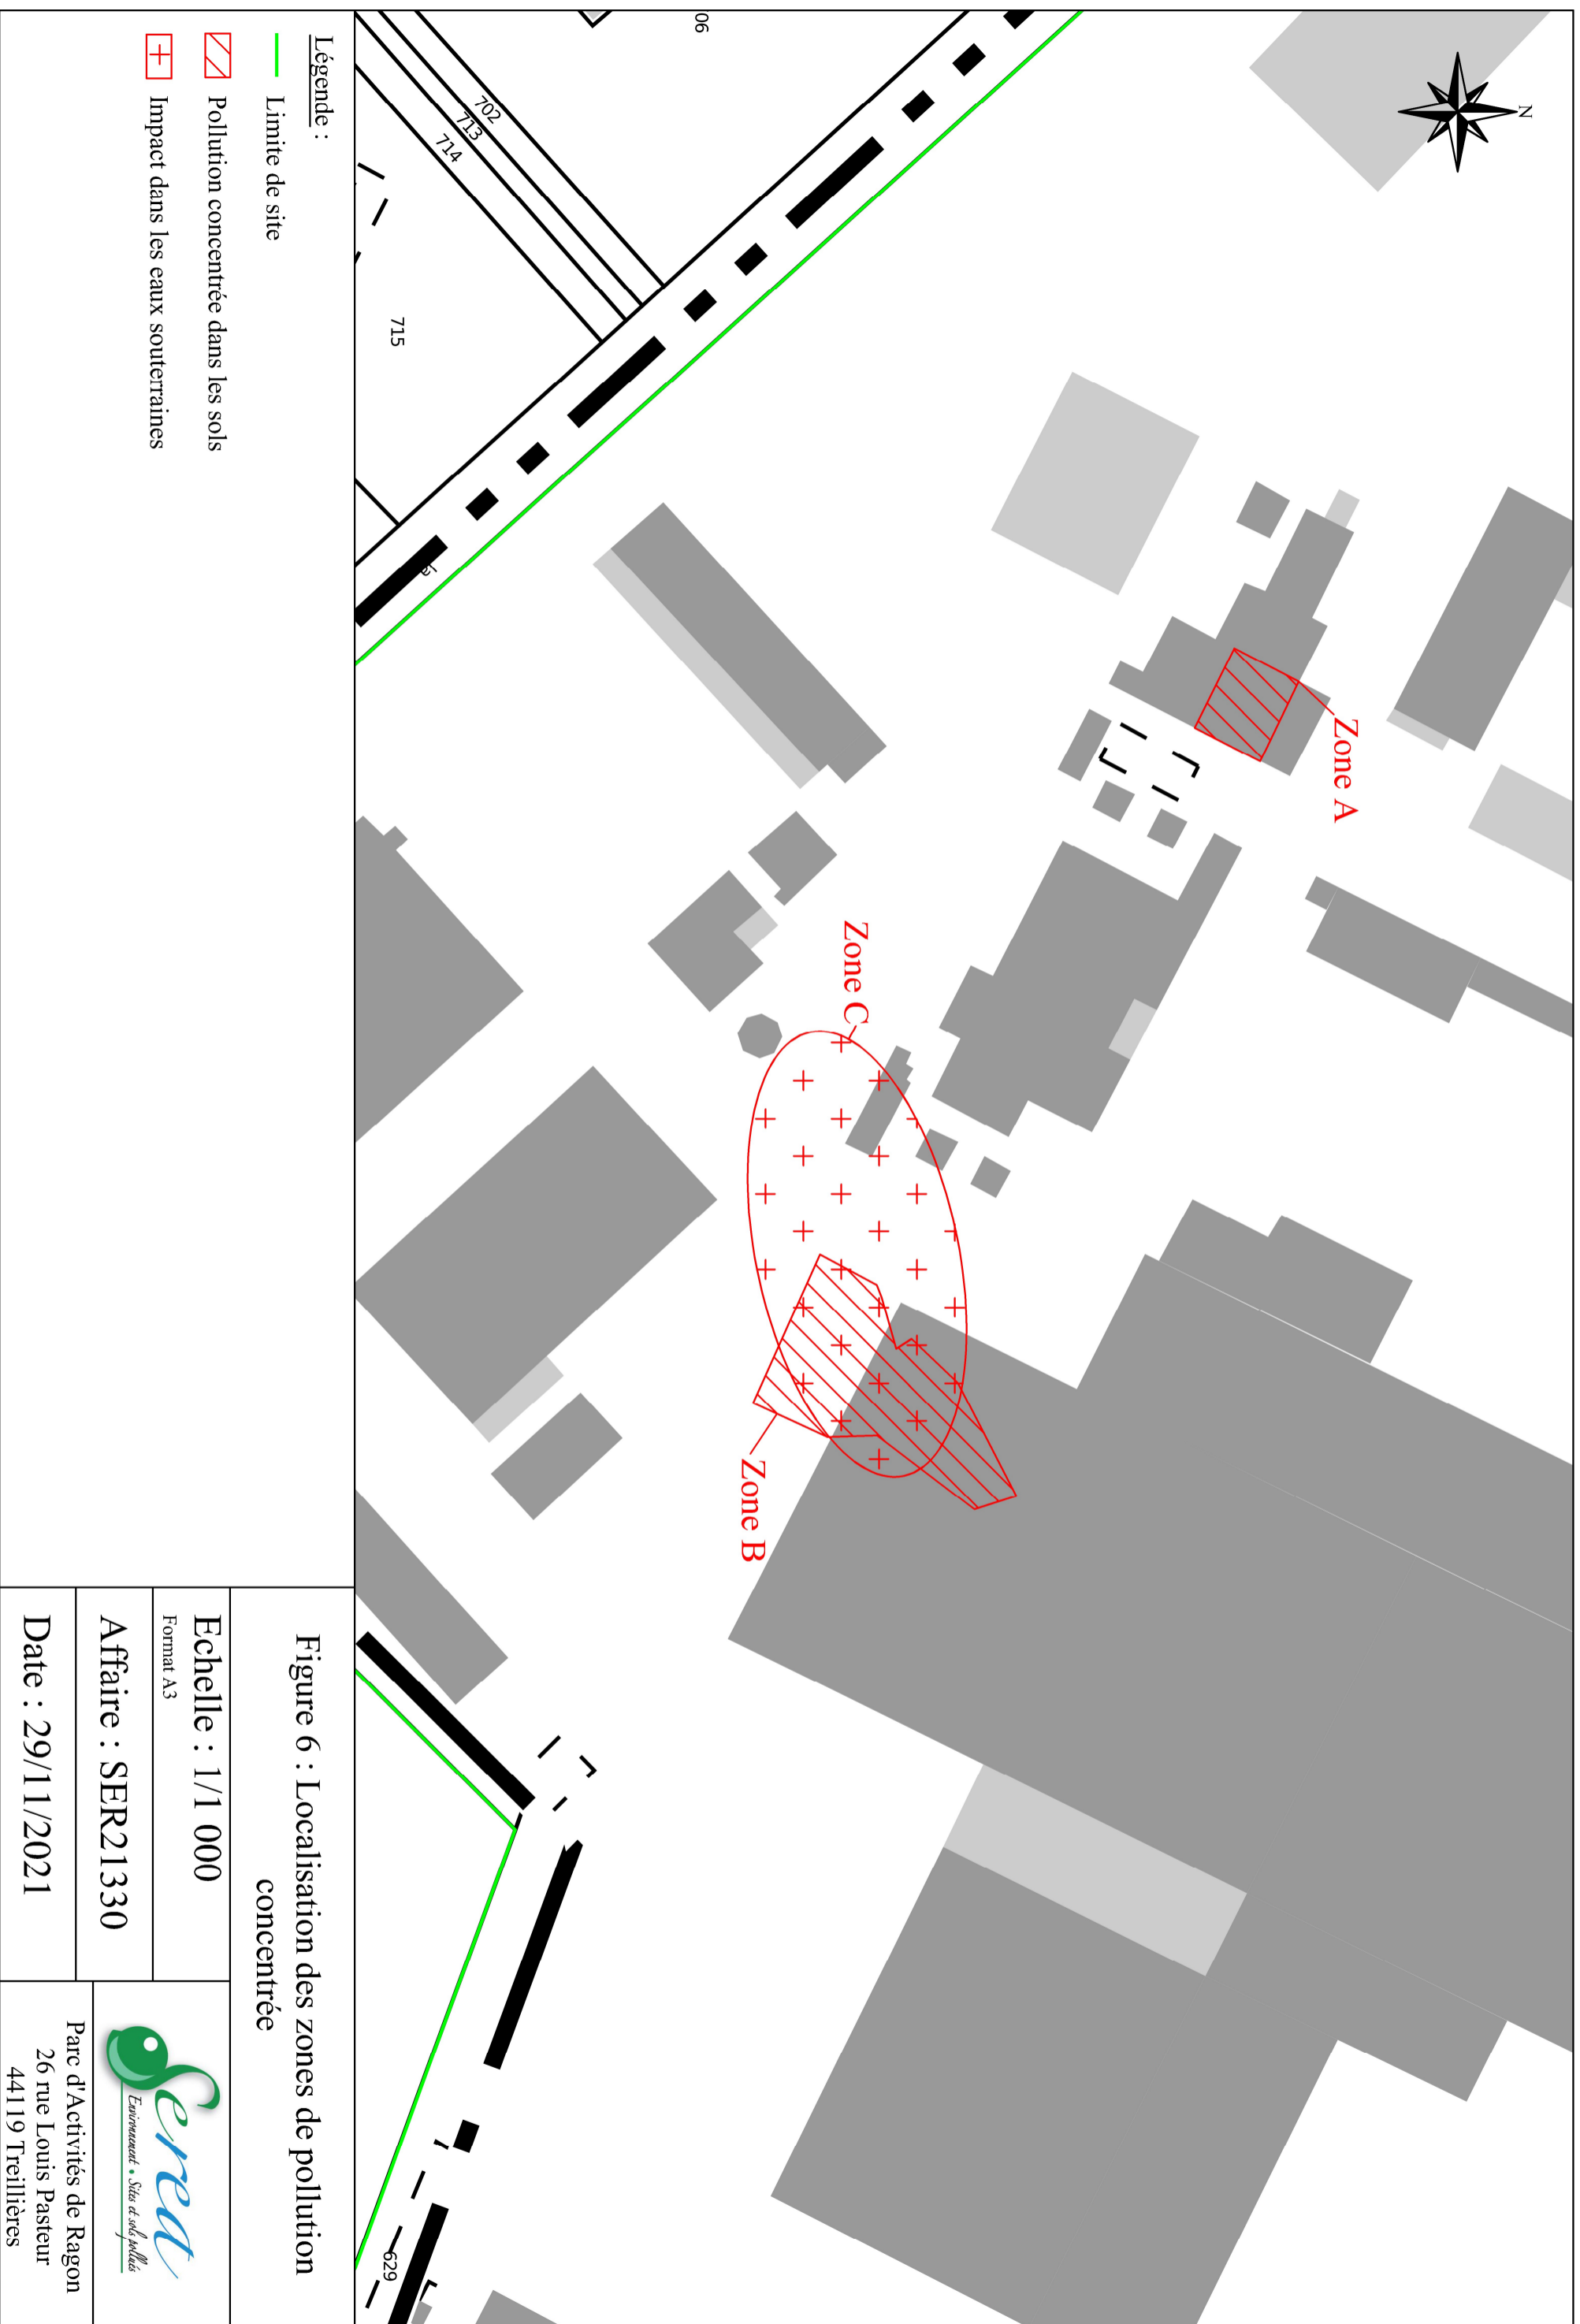 N
06
702
713
714
715
Zone A
Zone C
Zone B
629
Légende :
Limite de site
Pollution concentrée dans les sols
Impact dans les eaux souterraines
Figure 6 : Localisation des zones de pollution
concentrée
Echelle : 1/1 000
Format A3
Affaire : SER21330
Date : 29/11/2021
Serea
Environnement • Sites et sols pollués
Parc d'Activités de Ragon
26 rue Louis Pasteur
44119 Treillières